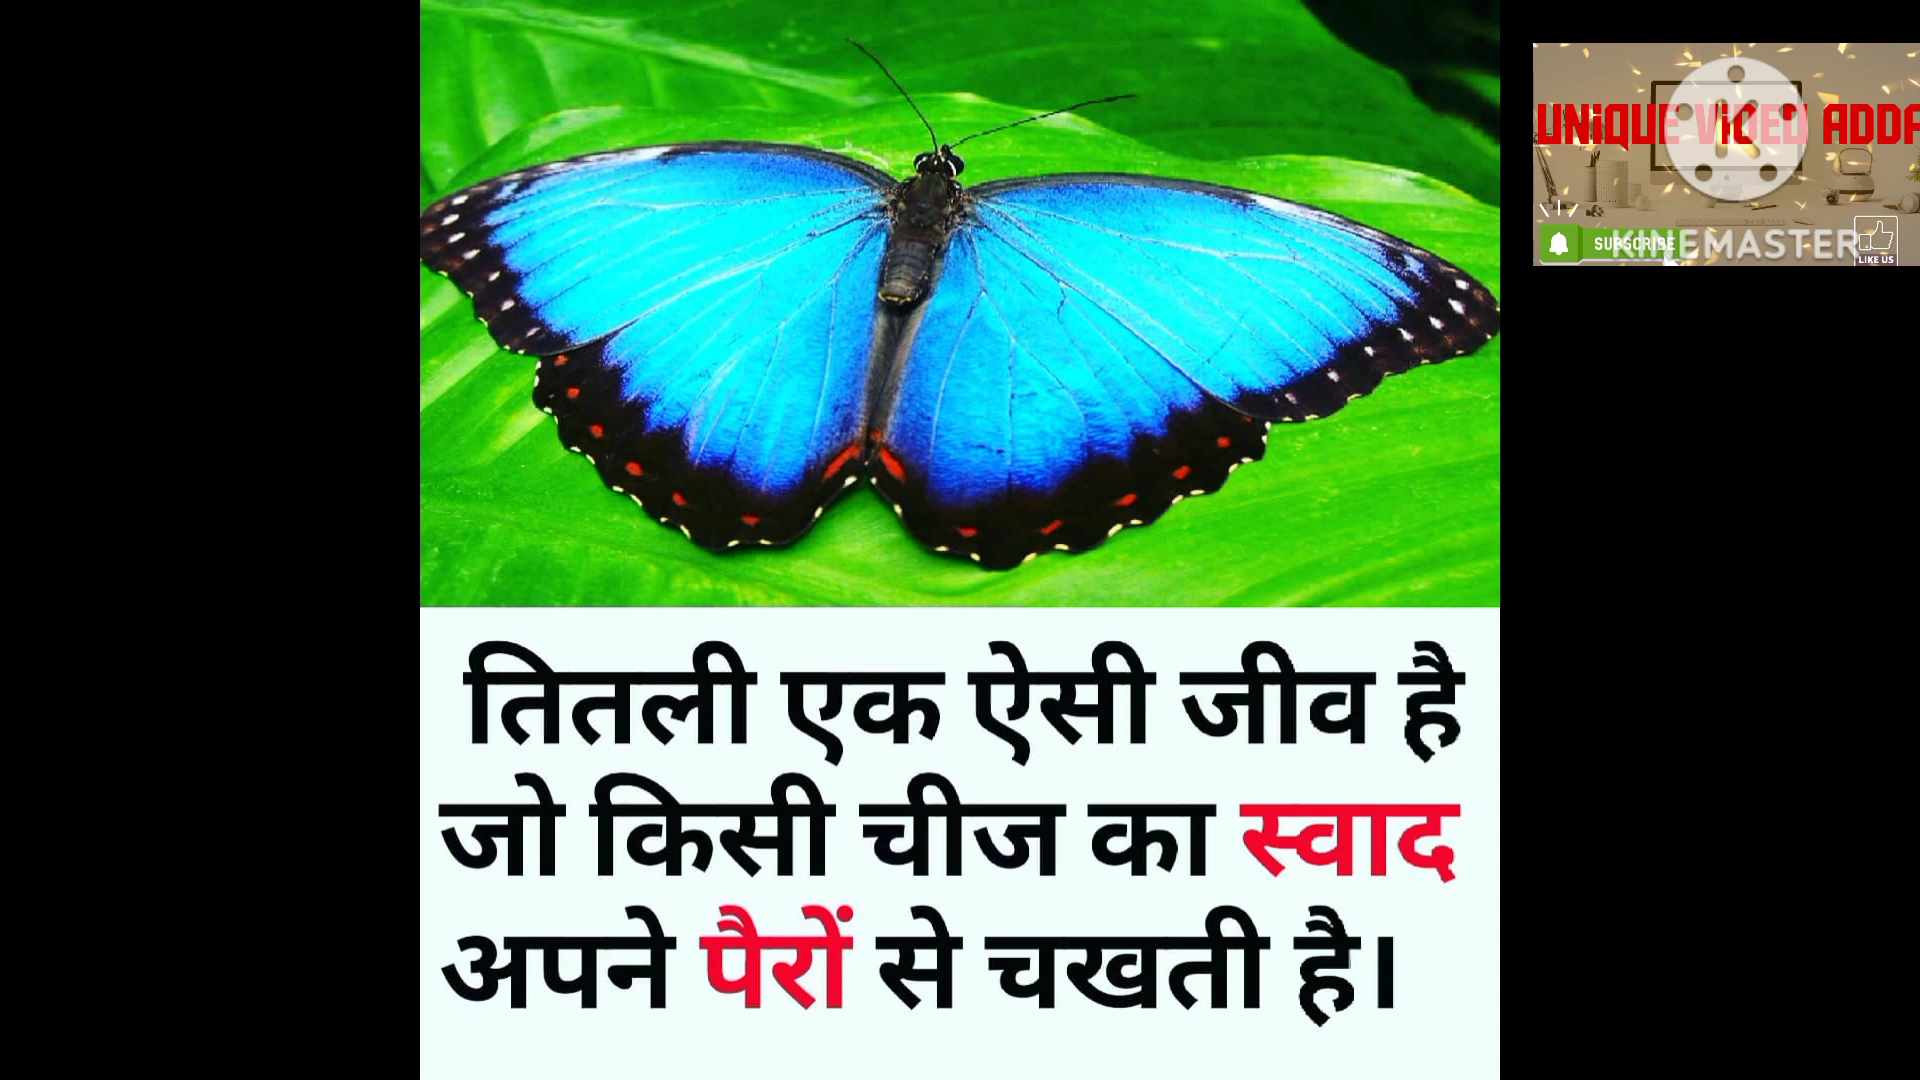 UNIQUE VIDEO ADDA
SUBSCRIBE
KINEMASTER
LIKE US
तितली एक ऐसी जीव है
जो किसी चीज का स्वाद
अपने पैरों से चखती है।